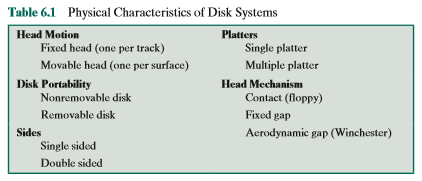 Table 6.1 Physical Characteristics of Disk Systems
Head Motion
Fixed head (one per track)
Movable head (one per surface)
Disk Portability
Nonremovable disk
Removable disk
Sides
Single sided
Double sided
Platters
Single platter
Multiple platter
Head Mechanism
Contact (floppy)
Fixed gap
Aerodynamic gap (Winchester)